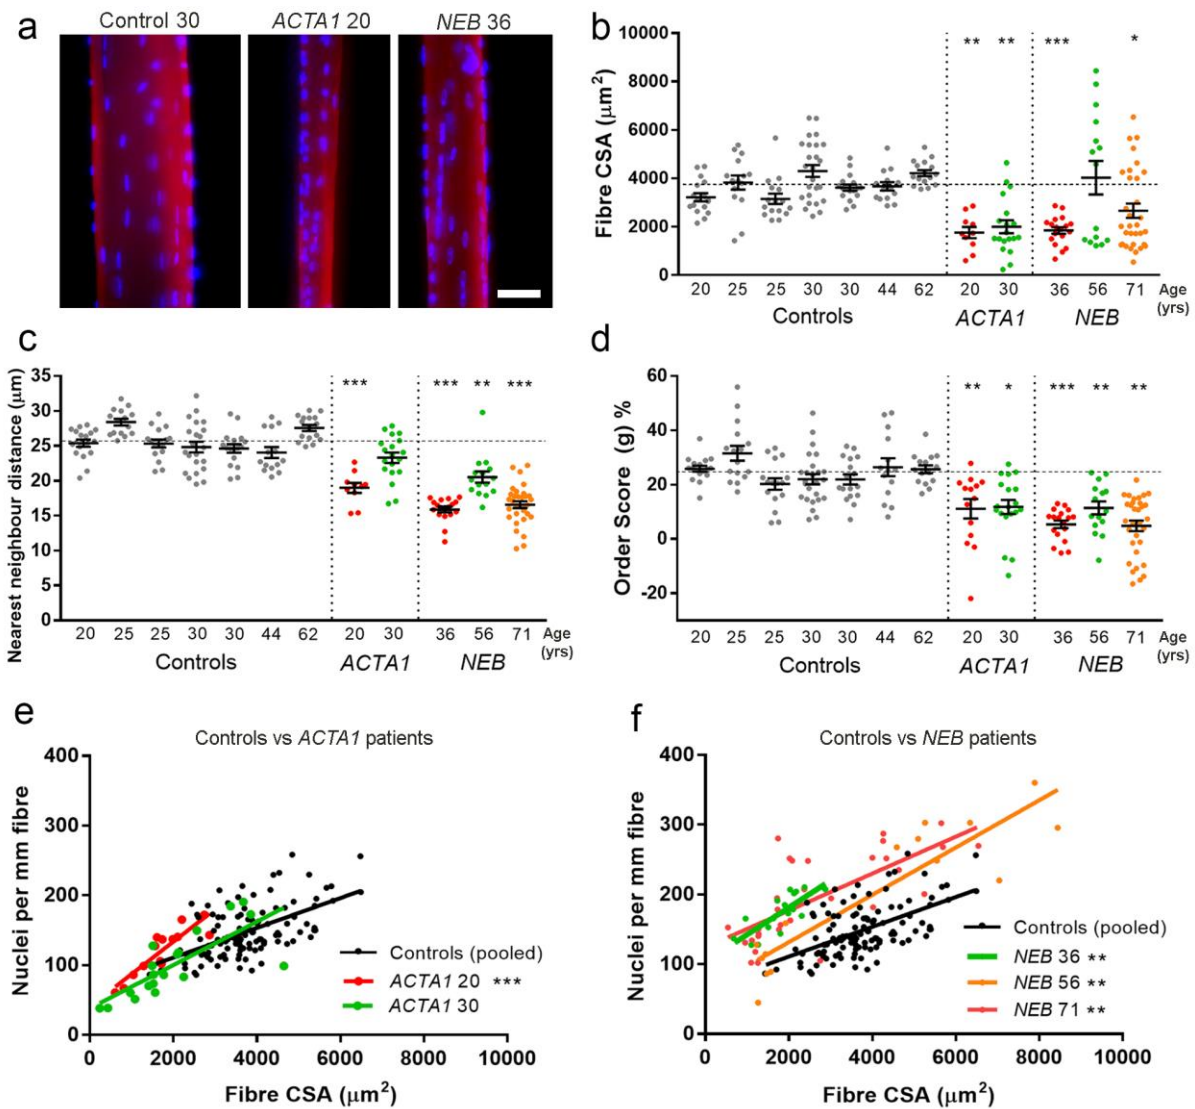 a
Control 30
ACTA1 20
NEB 36
b
Fibre CSA (μm²)
10000
8000
6000
4000
2000
0
** ** *** *
20 25 25 30 30 44 62 20 30 36 56 71 Age (yrs)
Controls ACTA1 NEB
c
Nearest neighbour distance (μm)
35
30
25
20
15
10
5
0
*** *** ** ***
20 25 25 30 30 44 62 20 30 36 56 71 Age (yrs)
Controls ACTA1 NEB
d
Order Score (g) %
60
40
20
0
-20
** * *** ** **
20 25 25 30 30 44 62 20 30 36 56 71 Age (yrs)
Controls ACTA1 NEB
e
Controls vs ACTA1 patients
Nuclei per mm fibre
400
300
200
100
0
Controls (pooled)
ACTA1 20 ***
ACTA1 30
0 2000 4000 6000 8000 10000
Fibre CSA (μm²)
f
Controls vs NEB patients
Nuclei per mm fibre
400
300
200
100
0
Controls (pooled)
NEB 36 **
NEB 56 **
NEB 71 **
0 2000 4000 6000 8000 10000
Fibre CSA (μm²)